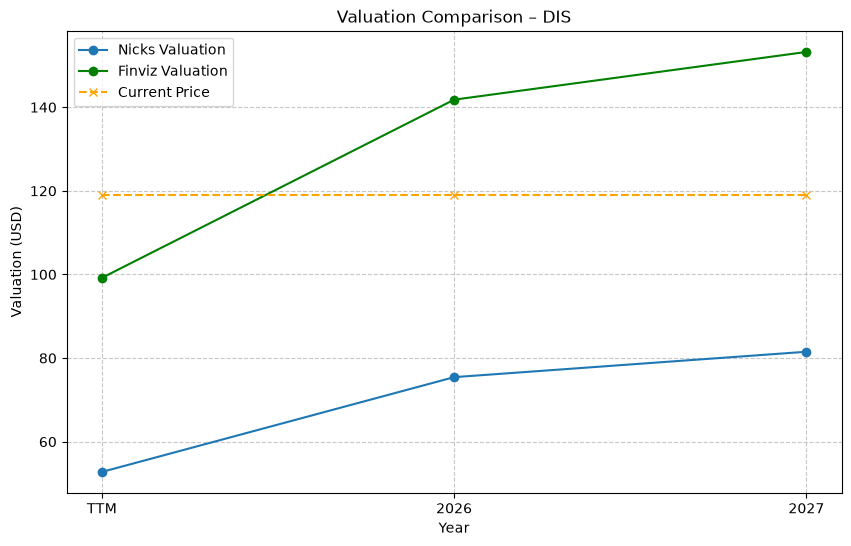 Valuation Comparison – DIS
Nicks Valuation
Finviz Valuation
Current Price
Valuation (USD)
140
120
100
80
60
TTM
2026
2027
Year